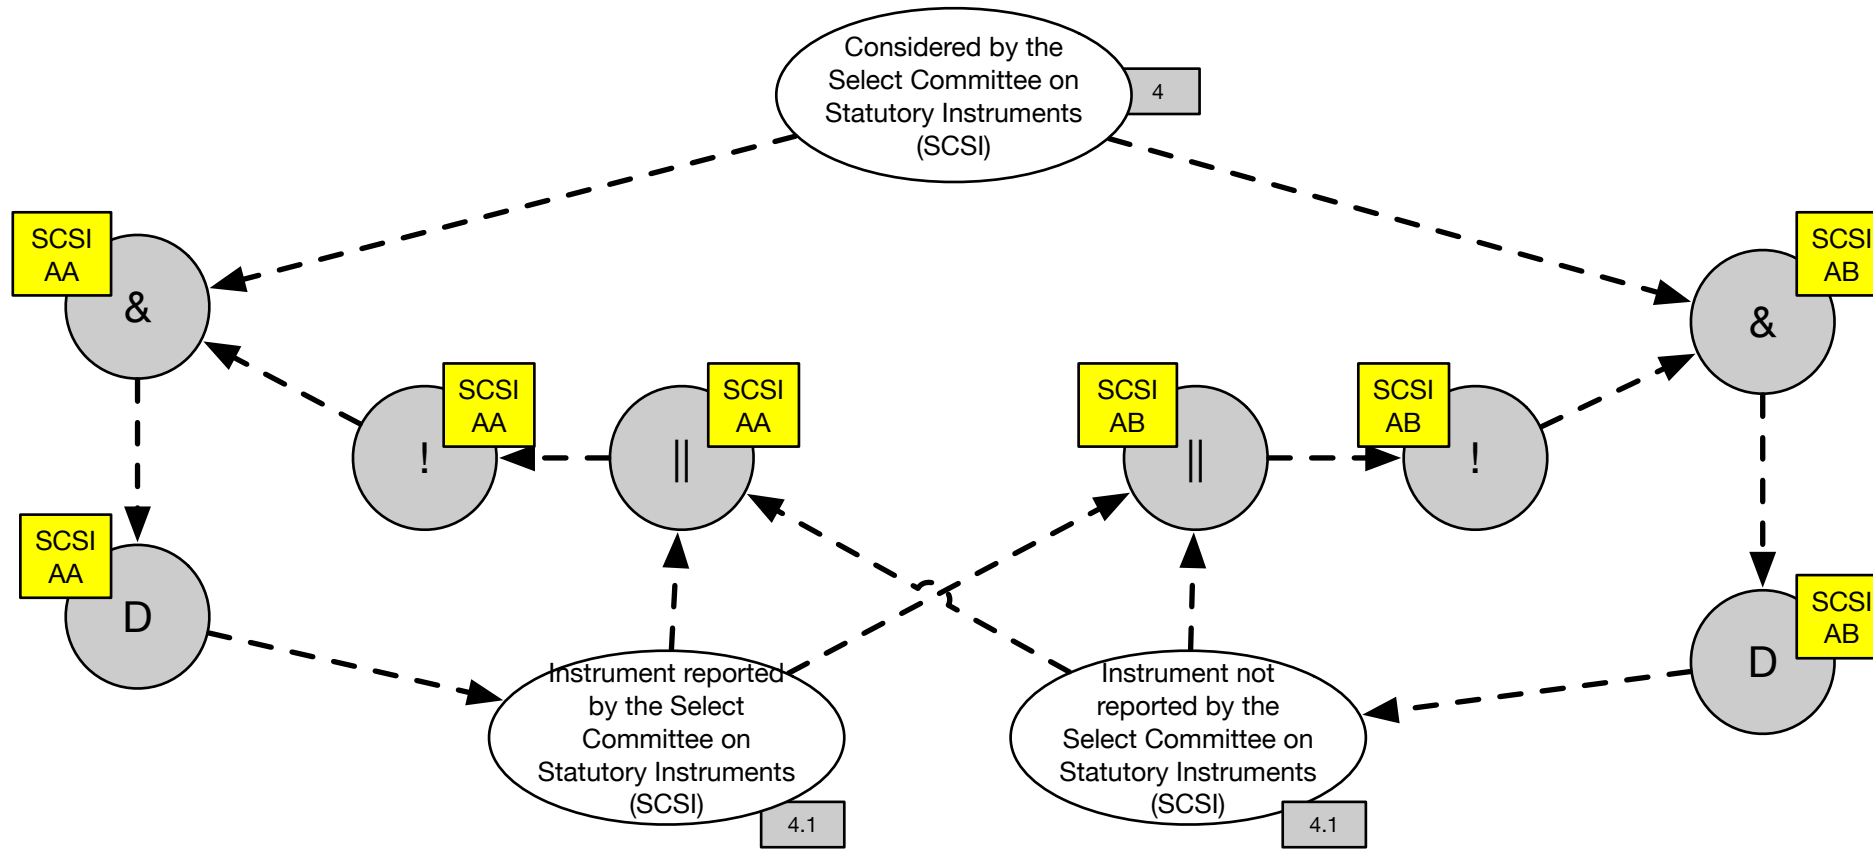 Considered by the
Select Committee on
Statutory Instruments
(SCSI)
4
SCSI
AA
&
SCSI
AB
&
SCSI
AA
!
SCSI
AA
||
SCSI
AB
||
SCSI
AB
!
SCSI
AA
D
SCSI
AB
D
Instrument reported
by the Select
Committee on
Statutory Instruments
(SCSI)
4.1
Instrument not
reported by the
Select Committee on
Statutory Instruments
(SCSI)
4.1